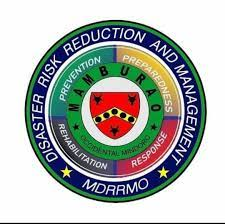 DISASTER RISK REDUCTION AND MANAGEMENT
MDRRMO
PREVENTION
PREPAREDNESS
REHABILITATION
RESPONSE
MAMBURAO
OCCIDENTAL MINDORO